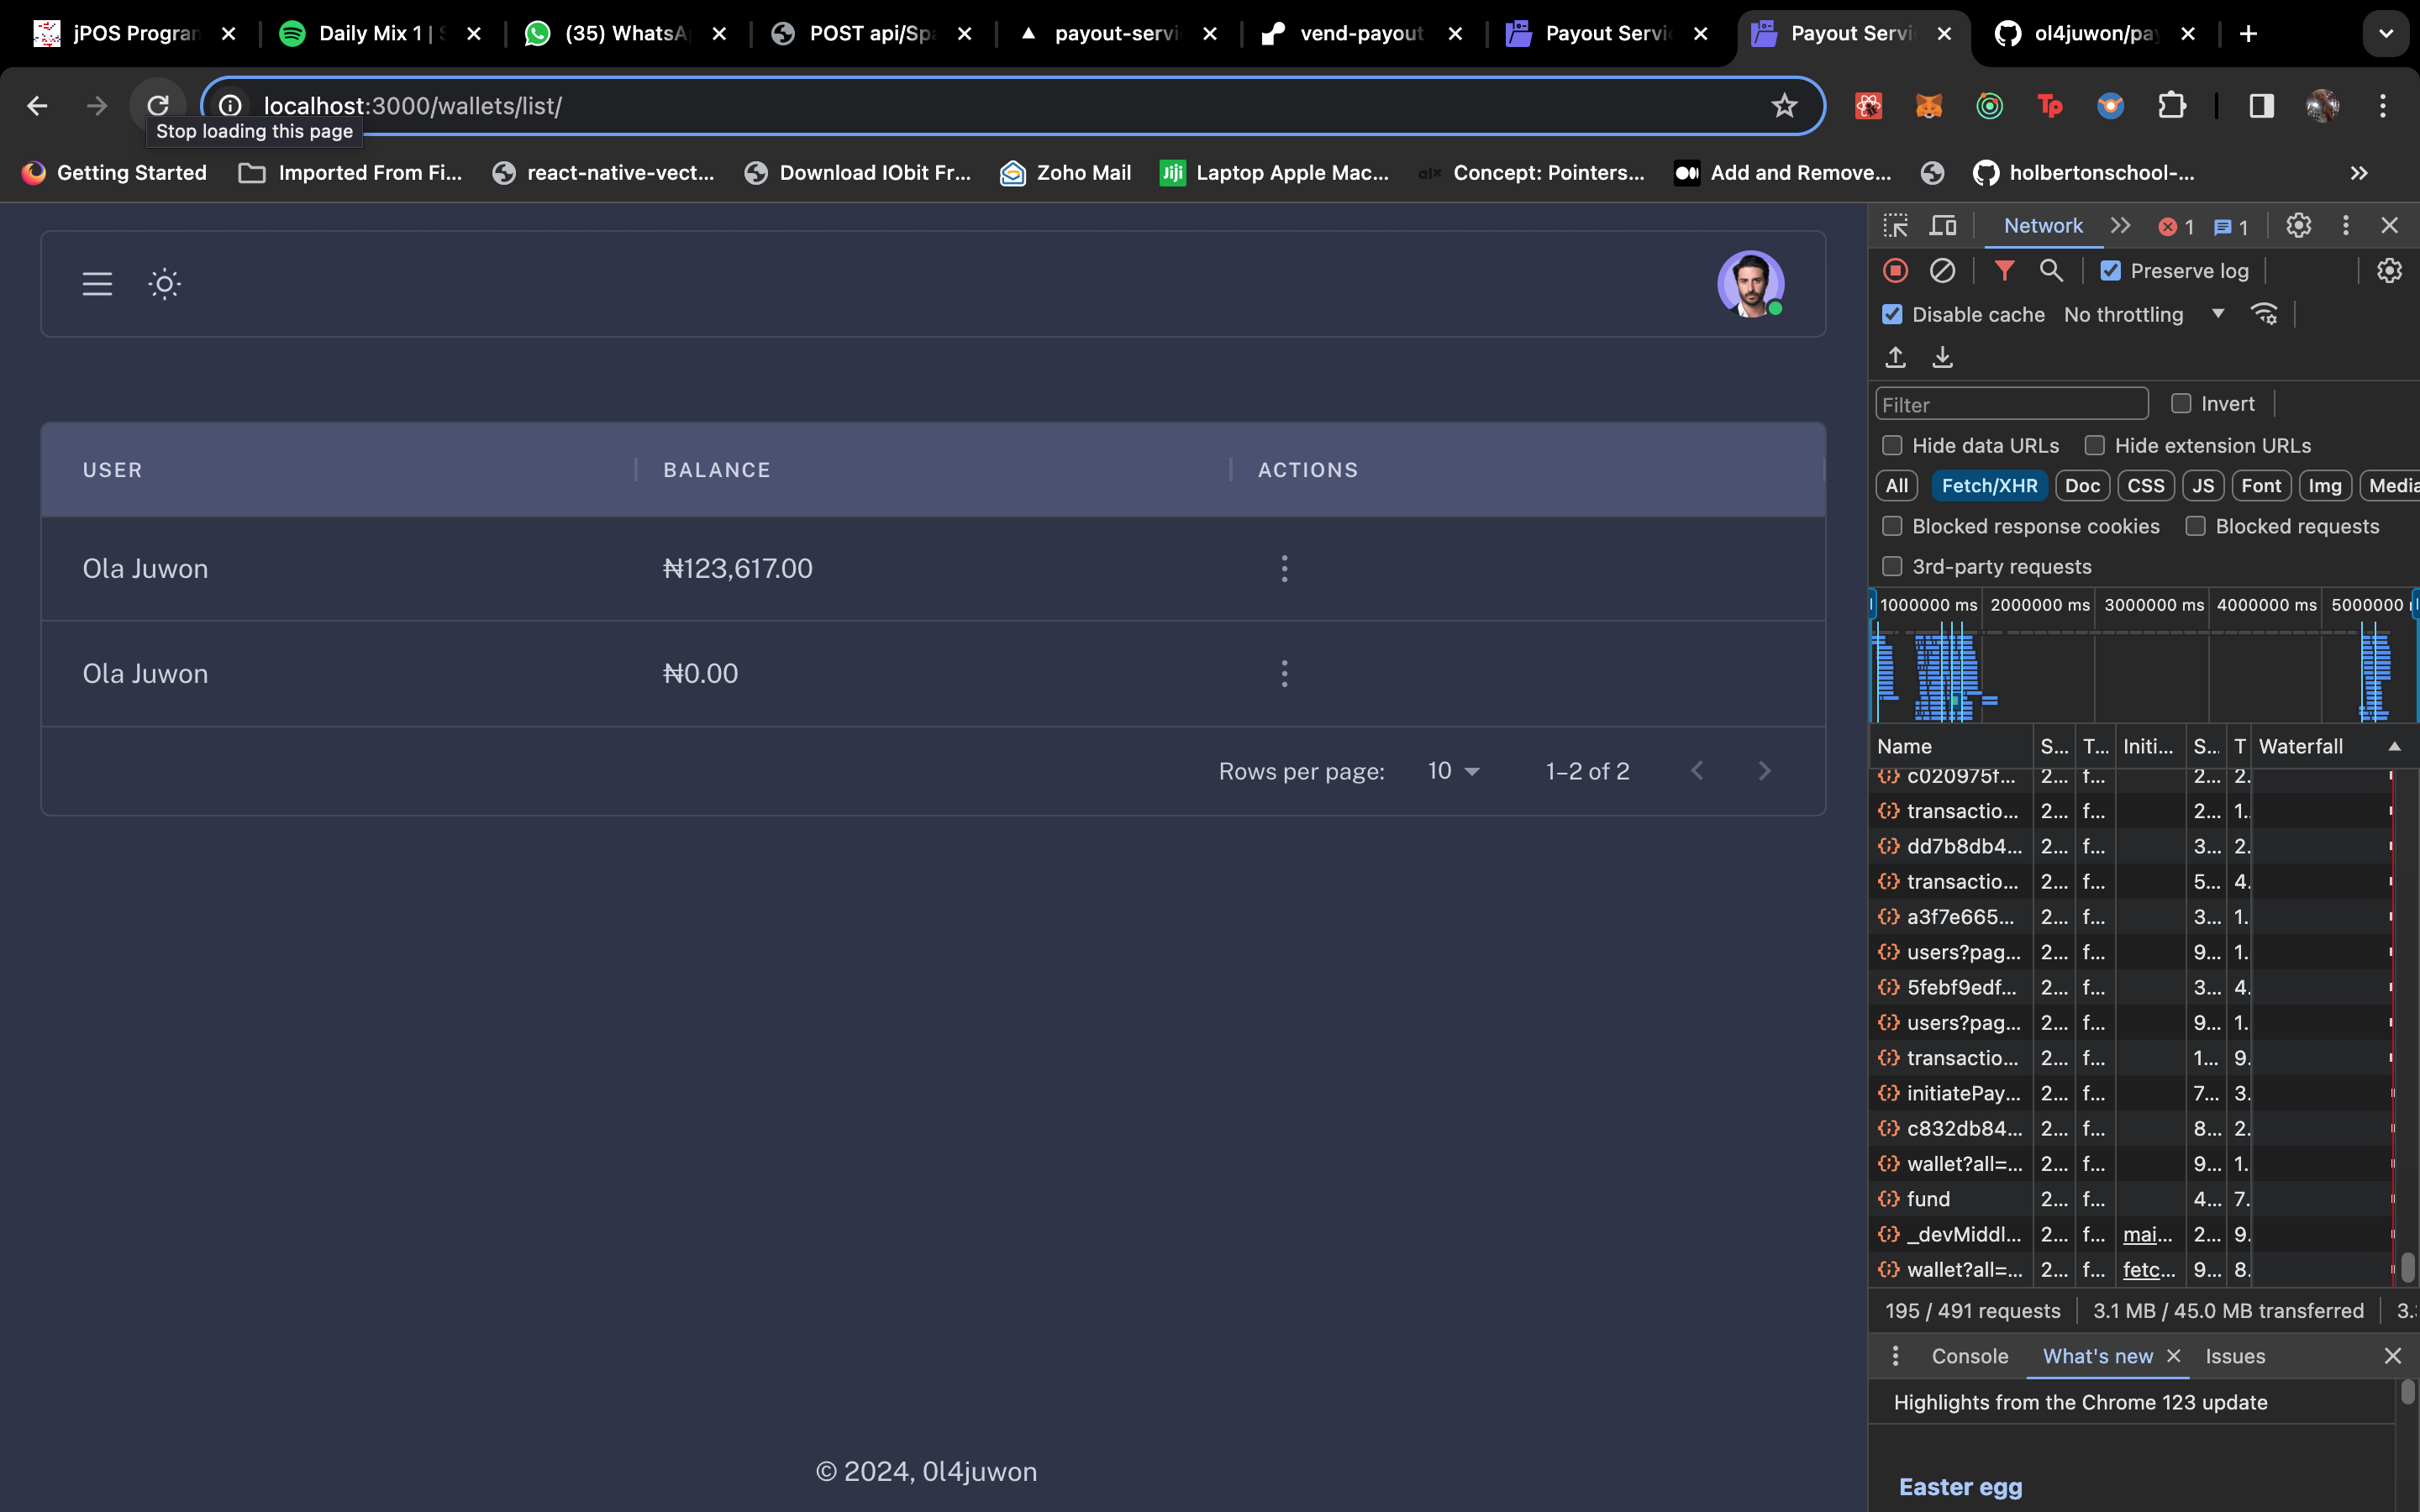 jPOS Progran
Daily Mix 1 | S
(35) WhatsA
POST api/Spa
payout-servi
vend-payout
Payout Servi
Payout Servi
ol4juwon/pay
localhost:3000/wallets/list/
Stop loading this page
Getting Started
Imported From Fi...
react-native-vect...
Download IObit Fr...
Zoho Mail
Jiji Laptop Apple Mac...
alx Concept: Pointers...
Add and Remove...
holbertonschool-...
USER BALANCE ACTIONS
Ola Juwon ₦123,617.00
Ola Juwon ₦0.00
Rows per page: 10 1–2 of 2
© 2024, 0l4juwon
Network 1 1
Preserve log
Disable cache No throttling
Filter Invert
Hide data URLs Hide extension URLs
All Fetch/XHR Doc CSS JS Font Img Media
Blocked response cookies Blocked requests
3rd-party requests
1000000 ms 2000000 ms 3000000 ms 4000000 ms 5000000
Name S... T... Initi... S... T Waterfall
c020975f... 2... f... 2... 2.
transactio... 2... f... 2... 1.
dd7b8db4... 2... f... 3... 2.
transactio... 2... f... 5... 4.
a3f7e665... 2... f... 3... 1.
users?pag... 2... f... 9... 1.
5febf9edf... 2... f... 3... 4.
users?pag... 2... f... 9... 1.
transactio... 2... f... 1... 9.
initiatePay... 2... f... 7... 3.
c832db84... 2... f... 8... 2.
wallet?all=... 2... f... 9... 1.
fund 2... f... 4... 7.
_devMiddl... 2... f... mai... 2... 9.
wallet?all=... 2... f... fetc... 9... 8.
195 / 491 requests 3.1 MB / 45.0 MB transferred 3.
Console What's new Issues
Highlights from the Chrome 123 update
Easter egg